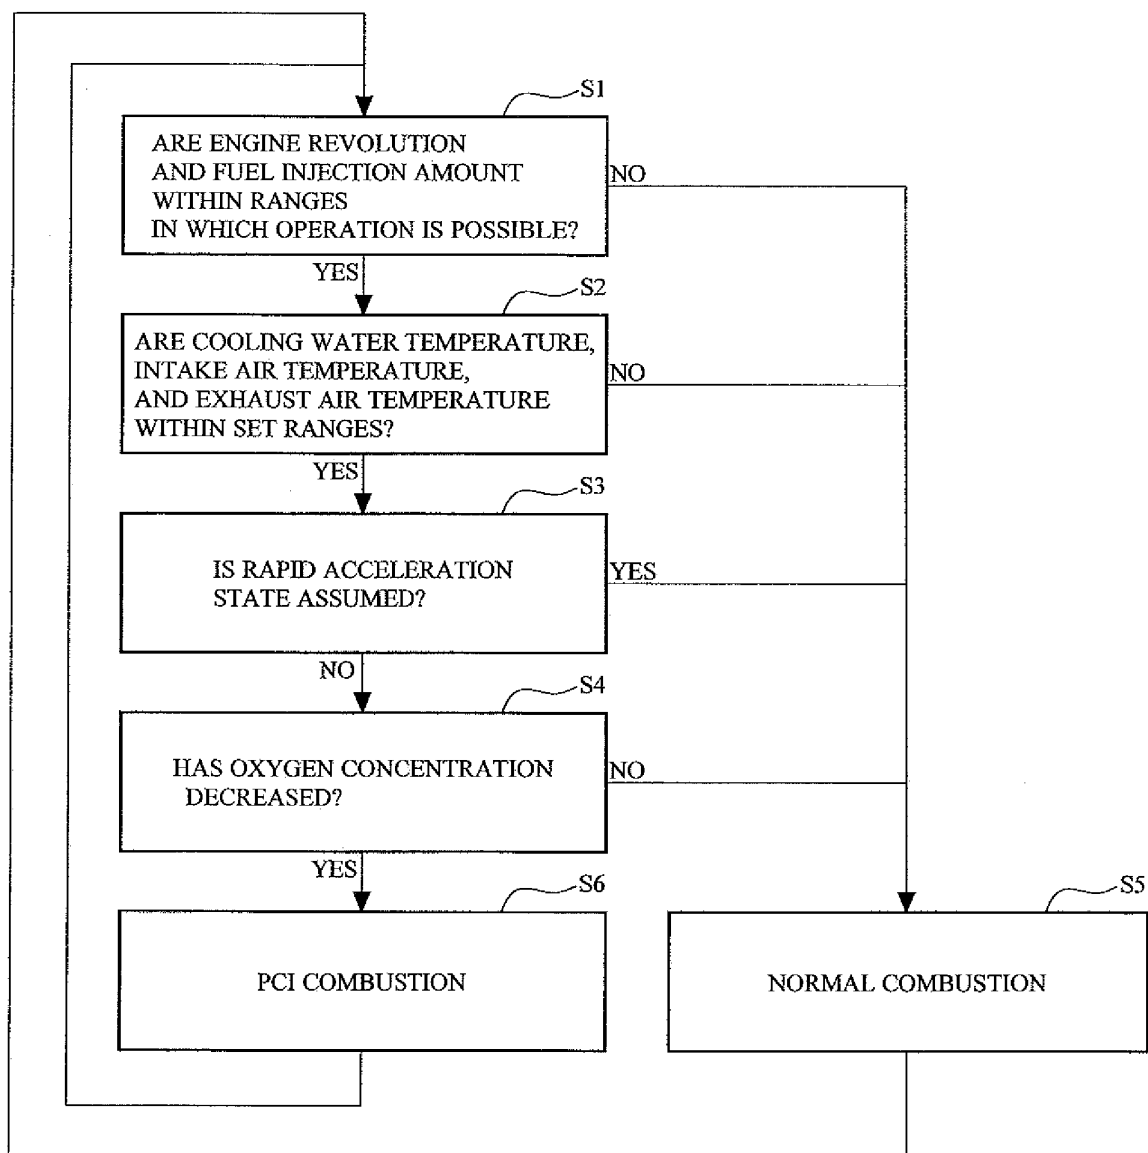 S1
ARE ENGINE REVOLUTION
AND FUEL INJECTION AMOUNT
WITHIN RANGES
IN WHICH OPERATION IS POSSIBLE?
NO
YES
S2
ARE COOLING WATER TEMPERATURE,
INTAKE AIR TEMPERATURE,
AND EXHAUST AIR TEMPERATURE
WITHIN SET RANGES?
NO
YES
S3
IS RAPID ACCELERATION
STATE ASSUMED?
YES
NO
S4
HAS OXYGEN CONCENTRATION
DECREASED?
NO
YES
S6
PCI COMBUSTION
S5
NORMAL COMBUSTION